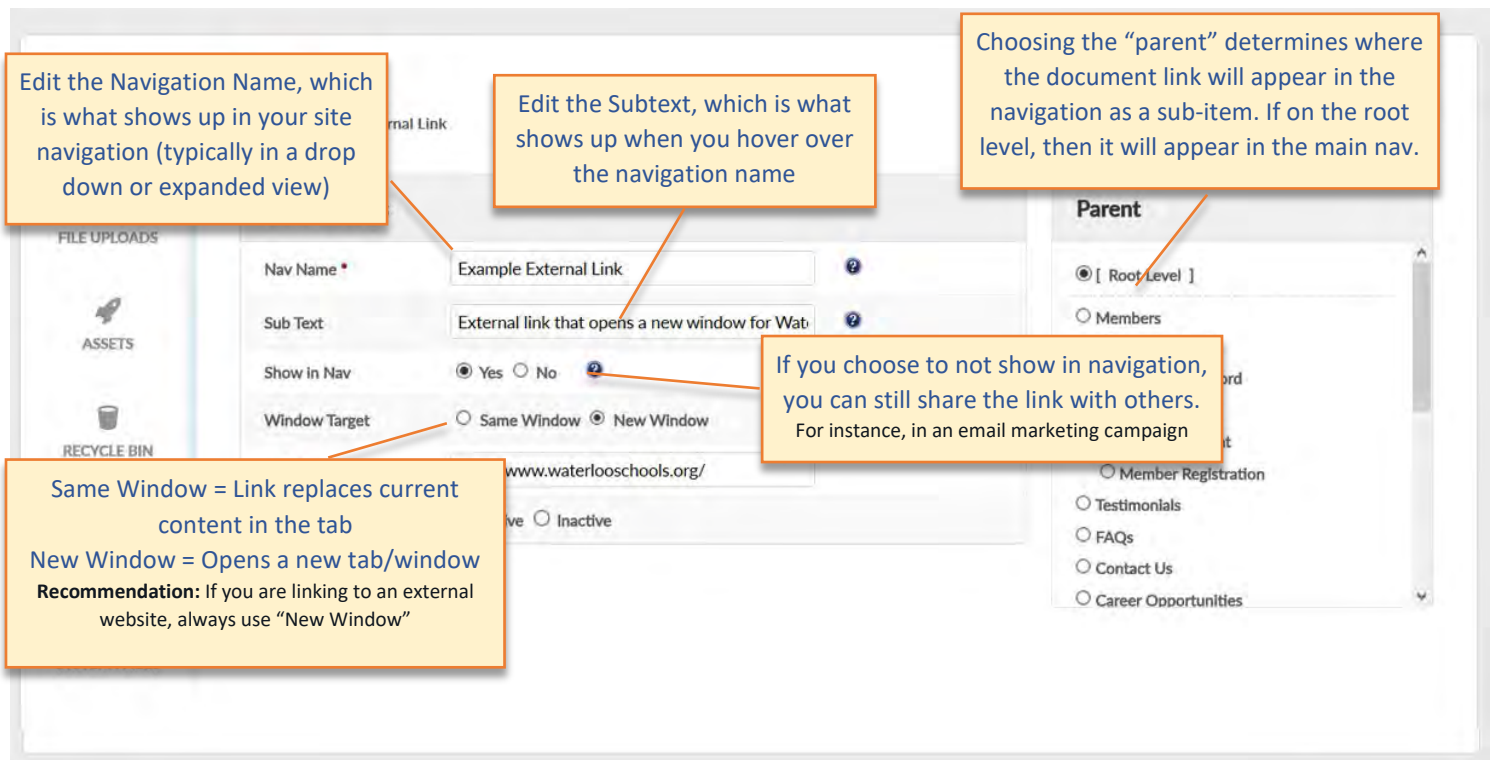 Edit the Navigation Name, which
is what shows up in your site
navigation (typically in a drop
down or expanded view)
Edit the Subtext, which is what
shows up when you hover over
the navigation name
Choosing the “parent” determines where
the document link will appear in the
navigation as a sub-item. If on the root
level, then it will appear in the main nav.
Link
FILE UPLOADS
ASSETS
RECYCLE BIN
Nav Name *
Example External Link
Sub Text
External link that opens a new window for Wat
Show in Nav
Yes No
Window Target
Same Window New Window
www.waterlooschools.org/
Inactive
If you choose to not show in navigation,
you can still share the link with others.
For instance, in an email marketing campaign
Same Window = Link replaces current
content in the tab
New Window = Opens a new tab/window
Recommendation: If you are linking to an external
website, always use “New Window”
Parent
[ Root Level ]
Members
Member Registration
Testimonials
FAQs
Contact Us
Career Opportunities